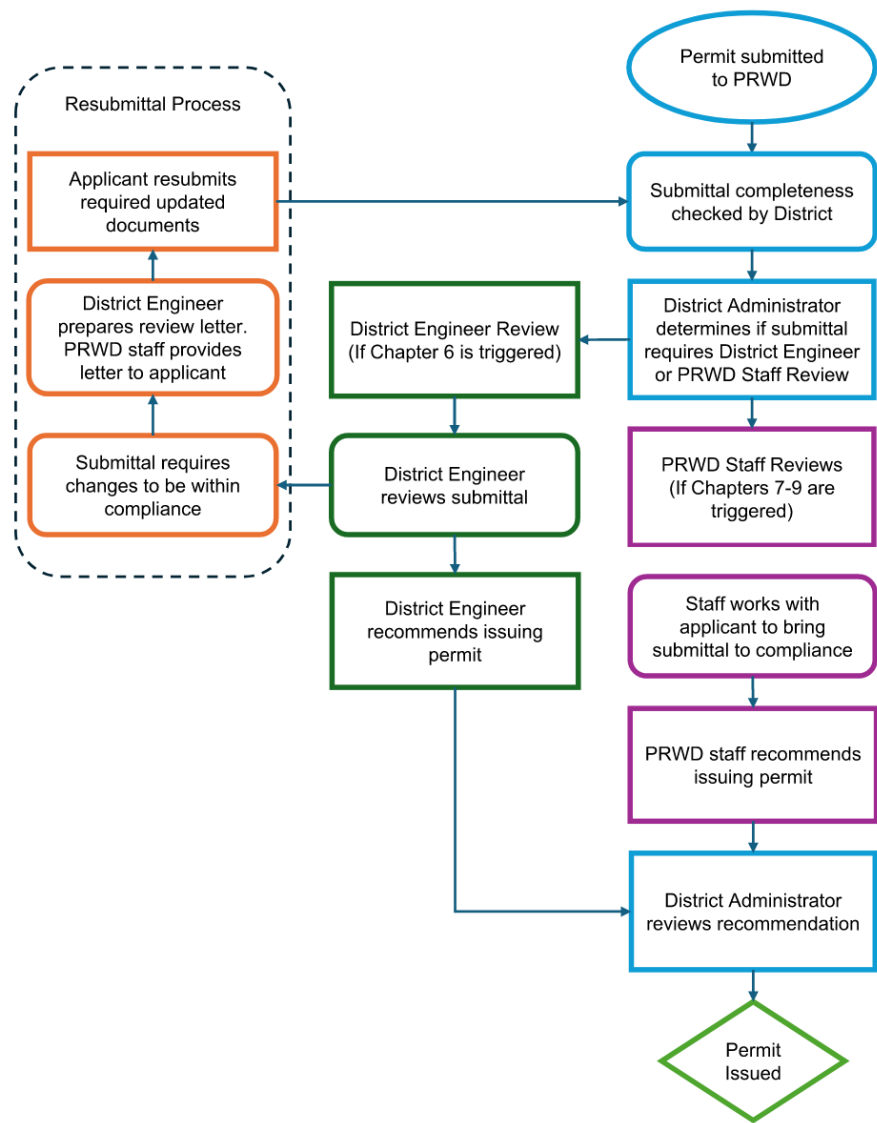 Permit submitted
to PRWD
Resubmittal Process
Applicant resubmits
required updated
documents
Submittal completeness
checked by District
District Engineer
prepares review letter.
PRWD staff provides
letter to applicant
District Engineer Review
(If Chapter 6 is triggered)
District Administrator
determines if submittal
requires District Engineer
or PRWD Staff Review
Submittal requires
changes to be within
compliance
District Engineer
reviews submittal
PRWD Staff Reviews
(If Chapters 7-9 are
triggered)
District Engineer
recommends issuing
permit
Staff works with
applicant to bring
submittal to compliance
PRWD staff recommends
issuing permit
District Administrator
reviews recommendation
Permit
Issued